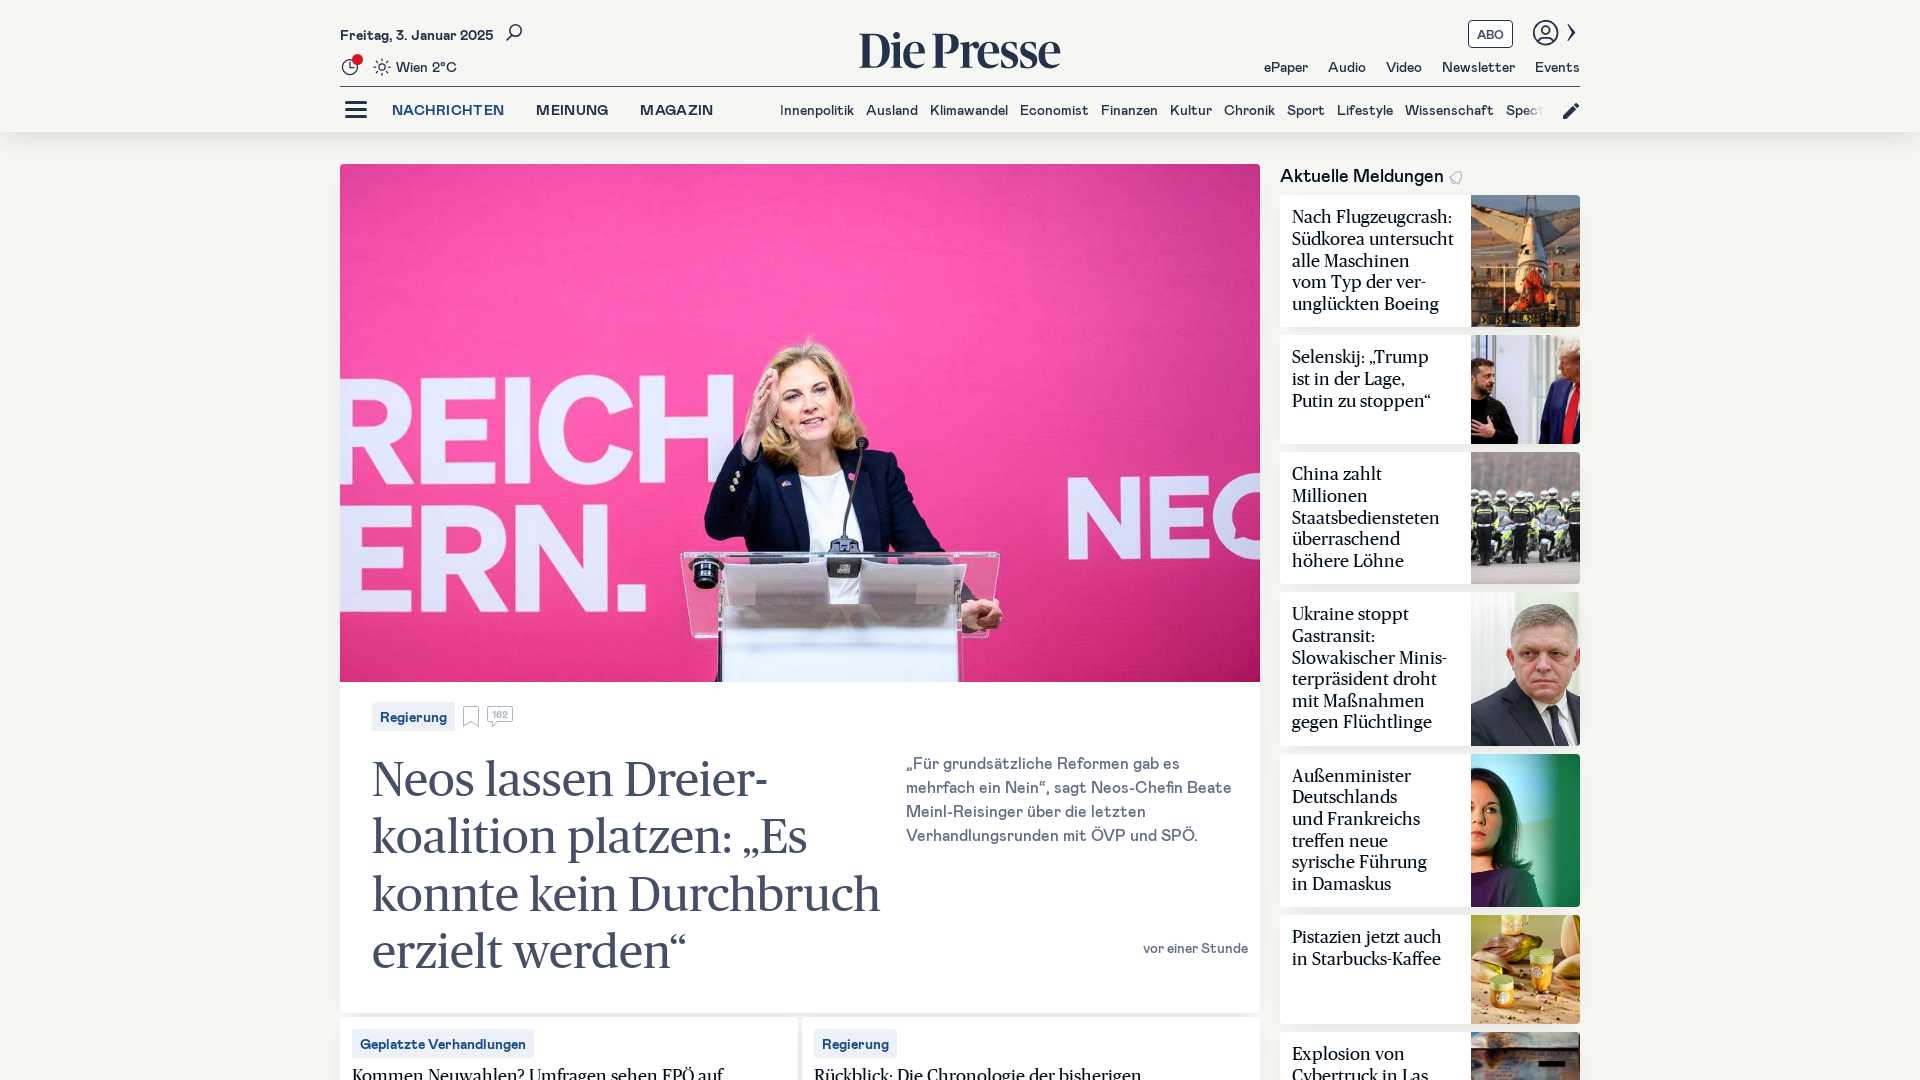 Freitag, 3. Januar 2025
Wien 2°C
Die Presse
ABO
ePaper Audio Video Newsletter Events
NACHRICHTEN MEINUNG MAGAZIN
Innenpolitik Ausland Klimawandel Economist Finanzen Kultur Chronik Sport Lifestyle Wissenschaft Spect
REICH
ERN.
NEO
Regierung
162
Neos lassen Dreier-
koalition platzen: „Es
konnte kein Durchbruch
erzielt werden“
„Für grundsätzliche Reformen gab es
mehrfach ein Nein“, sagt Neos-Chefin Beate
Meinl-Reisinger über die letzten
Verhandlungsrunden mit ÖVP und SPÖ.
vor einer Stunde
Geplatzte Verhandlungen
Kommen Neuwahlen? Umfragen sehen FPÖ auf
Regierung
Rückblick: Die Chronologie der bisherigen
Aktuelle Meldungen
Nach Flugzeugcrash:
Südkorea untersucht
alle Maschinen
vom Typ der ver-
unglückten Boeing
Selenskij: „Trump
ist in der Lage,
Putin zu stoppen“
China zahlt
Millionen
Staatsbediensteten
überraschend
höhere Löhne
Ukraine stoppt
Gastransit:
Slowakischer Minis-
terpräsident droht
mit Maßnahmen
gegen Flüchtlinge
Außenminister
Deutschlands
und Frankreichs
treffen neue
syrische Führung
in Damaskus
Pistazien jetzt auch
in Starbucks-Kaffee
Explosion von
Cybertruck in Las